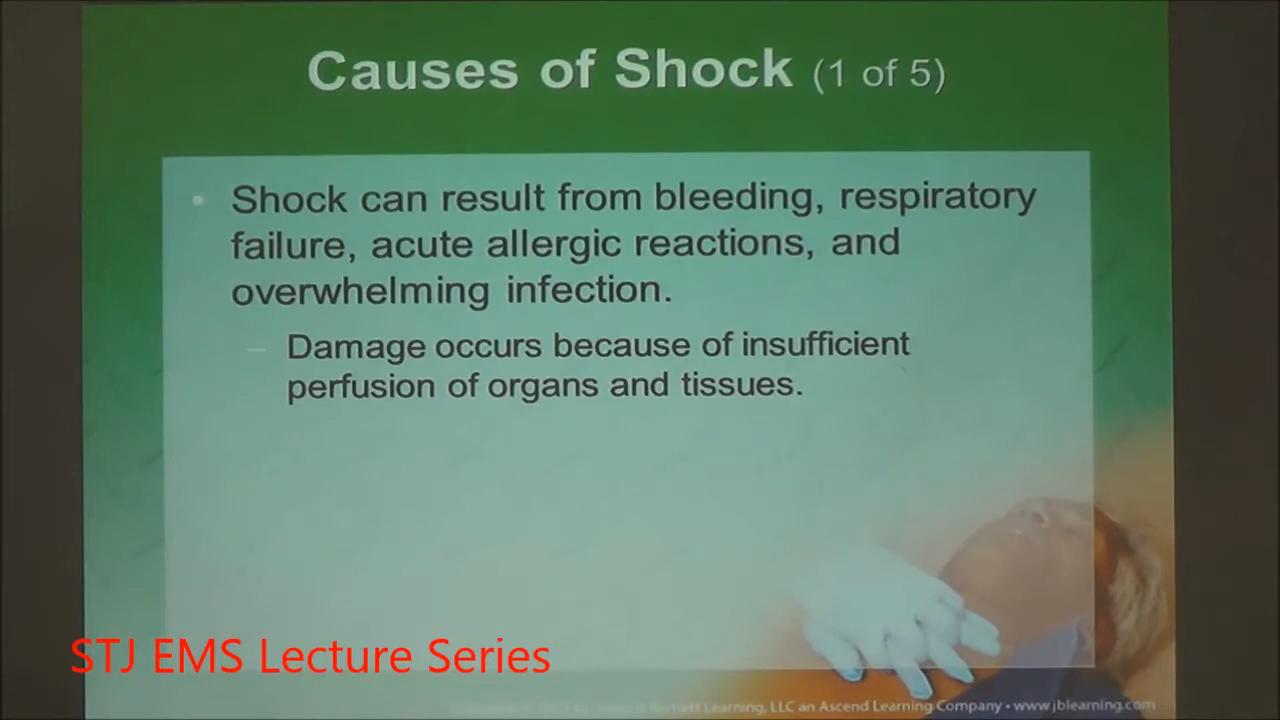 Causes of Shock (1 of 5)
• Shock can result from bleeding, respiratory
failure, acute allergic reactions, and
overwhelming infection.
– Damage occurs because of insufficient
perfusion of organs and tissues.
STJ EMS Lecture Series
Learning, LLC an Ascend Learning Company • www.jblearning.com